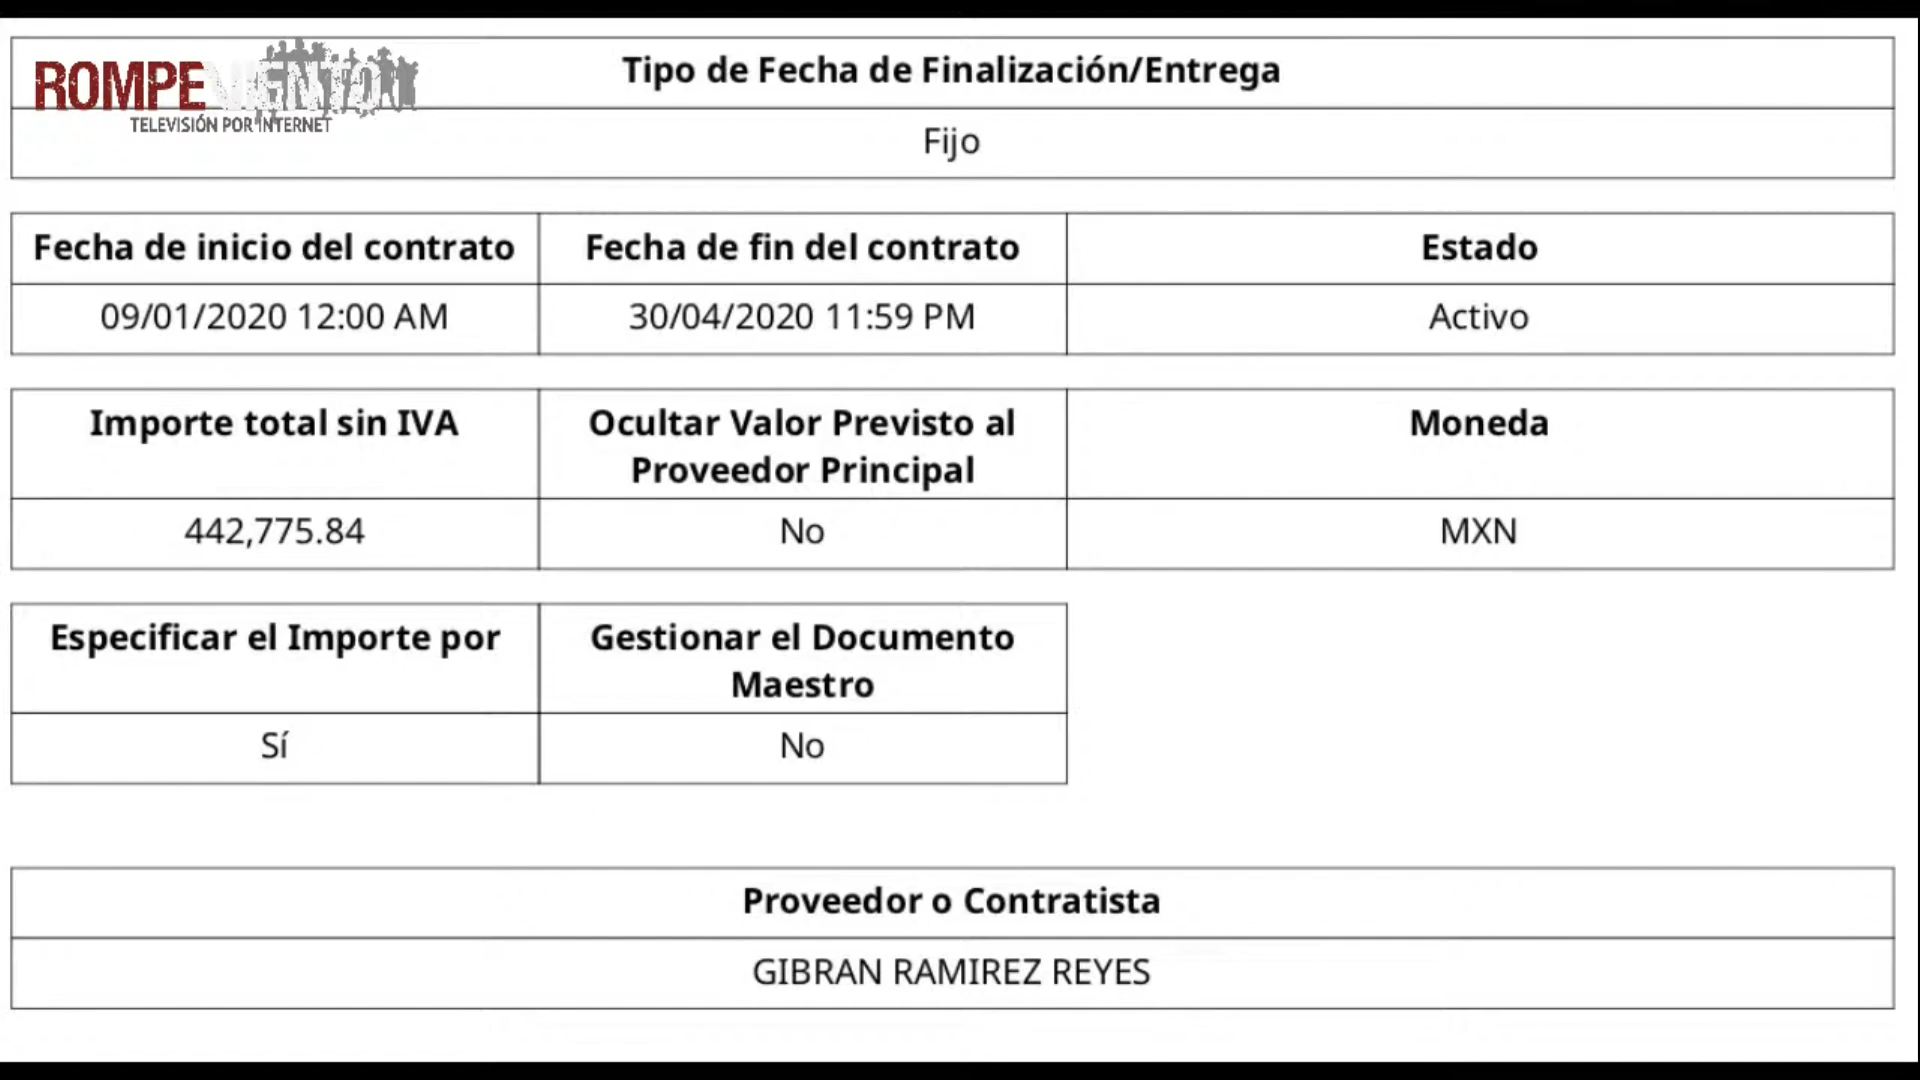 ROMPEVIENTO
TELEVISIÓN POR INTERNET
Tipo de Fecha de Finalización/Entrega
Fijo
Fecha de inicio del contrato Fecha de fin del contrato Estado
09/01/2020 12:00 AM 30/04/2020 11:59 PM Activo
Importe total sin IVA Ocultar Valor Previsto al Moneda
Proveedor Principal
442,775.84 No MXN
Especificar el Importe por Gestionar el Documento
Maestro
Sí No
Proveedor o Contratista
GIBRAN RAMIREZ REYES